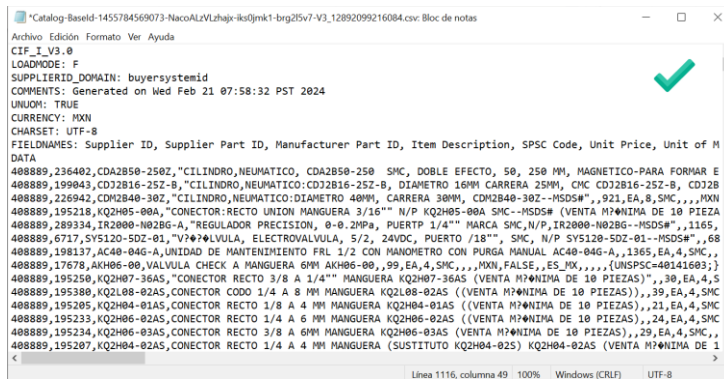 *Catalog-BaseId-1455784569073-NacoALzVLzhajx-iks0jmk1-brg2l5v7-V3_12892099216084.csv: Bloc de notas
Archivo Edición Formato Ver Ayuda
CIF_I_V3.0
LOADMODE: F
SUPPLIERID_DOMAIN: buyersystemid
COMMENTS: Generated on Wed Feb 21 07:58:32 PST 2024
UNUOM: TRUE
CURRENCY: MXN
CHARSET: UTF-8
FIELDNAMES: Supplier ID, Supplier Part ID, Manufacturer Part ID, Item Description, SPSC Code, Unit Price, Unit of M
DATA
408889,236402,CDA2B50-250Z,"CILINDRO,NEUMATICO, CDA2B50-250 SMC, DOBLE EFECTO, 50, 250 MM, MAGNETICO-PARA FORMAR E
408889,199043,CDJ2B16-25Z-B,"CILINDRO,NEUMATICO:CDJ2B16-25Z-B, DIAMETRO 16MM CARRERA 25MM, CMC CDJ2B16-25Z-B, CDJ2B
408889,226942,CDM2B40-30Z,"CILINDRO,NEUMATICO:DIAMETRO 40MM, CARRERA 30MM, CDM2B40-30Z--MSDS#",,921,EA,8,SMC,,,,MXN
408889,195218,KQ2H05-00A,"CONECTOR:RECTO UNION MANGUERA 3/16"" N/P KQ2H05-00A SMC--MSDS# (VENTA M?�NIMA DE 10 PIEZA
408889,289334,IR2000-N02BG-A,"REGULADOR PRECISION, 0-0.2MPa, PUERTP 1/4"" MARCA SMC,N/P,IR2000-N02BG--MSDS#",,1165,
408889,6717,SY5120-5DZ-01,"V?�?�LVULA, ELECTROVALVULA, 5/2, 24VDC, PUERTO /18"", SMC, N/P SY5120-5DZ-01--MSDS#",,68
408889,198137,AC40-04G-A,UNIDAD DE MANTENIMIENTO FRL 1/2 CON MANOMETRO CON PURGA MANUAL AC40-04G-A,,1365,EA,4,SMC,,
408889,17678,AKH06-00,VALVULA CHECK A MANGUERA 6MM AKH06-00,,99,EA,4,SMC,,,,MXN,FALSE,,ES_MX,,,,,{UNSPSC=40141603;}
408889,195250,KQ2H07-36AS,"CONECTOR RECTO 3/8 A 1/4"" MANGUERA KQ2H07-36AS (VENTA M?�NIMA DE 10 PIEZAS)",,30,EA,4,S
408889,195380,KQ2L08-02AS,CONECTOR CODO 1/4 A 8 MM MANGUERA KQ2L08-02AS ((VENTA M?�NIMA DE 10 PIEZAS)),,39,EA,4,SMC
408889,195205,KQ2H04-01AS,CONECTOR RECTO 1/8 A 4 MM MANGUERA KQ2H04-01AS (VENTA M?�NIMA DE 10 PIEZAS),,21,EA,4,SMC
408889,195233,KQ2H06-02AS,CONECTOR RECTO 1/4 A 6 MM MANGUERA KQ2H06-02AS ((VENTA M?�NIMA DE 10 PIEZAS),,24,EA,4,SMC
408889,195234,KQ2H06-03AS,CONECTOR RECTO 3/8 A 6MM MANGUERA KQ2H06-03AS (VENTA M?�NIMA DE 10 PIEZAS),,29,EA,4,SMC,,
408889,195207,KQ2H04-02AS,CONECTOR RECTO 1/4 A 4 MM MANGUERA (SUSTITUTO KQ2H04-02S) KQ2H04-02AS (VENTA M?�NIMA DE 1
Línea 1116, columna 49 100% Windows (CRLF) UTF-8